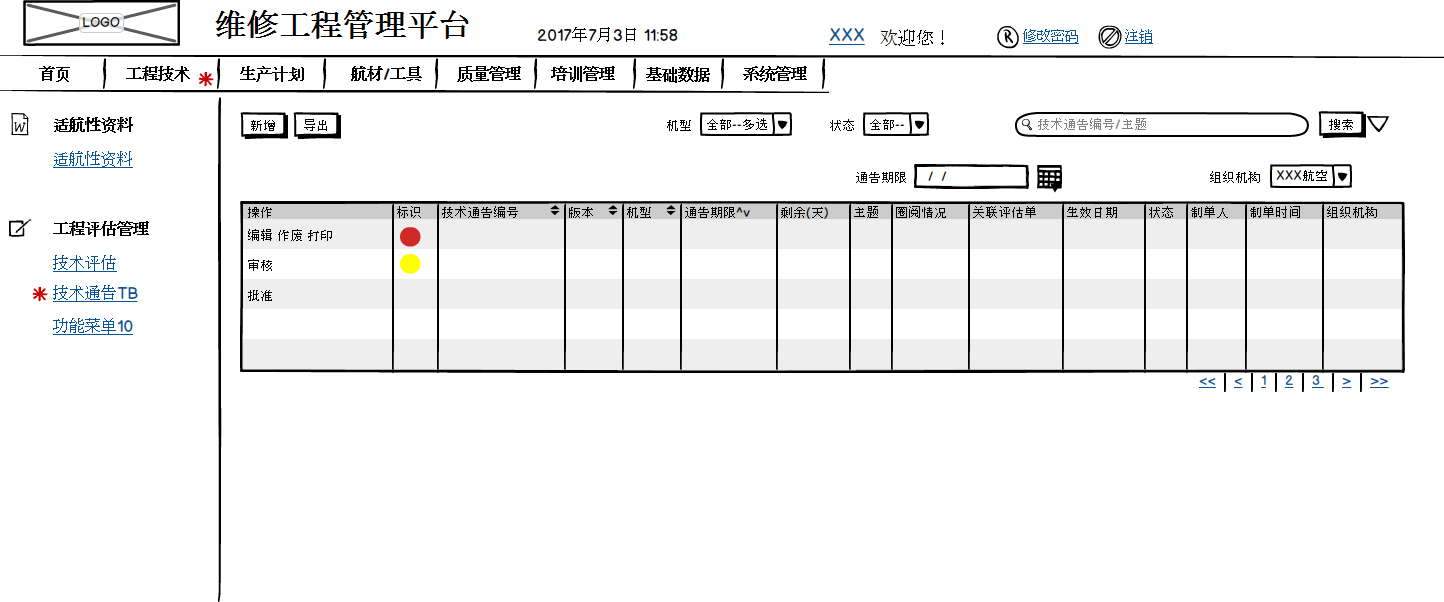 LOGO
维修工程管理平台
2017年7月3日 11:58
XXX 欢迎您！
R 修改密码 注销
首页 工程技术 生产计划 航材/工具 质量管理 培训管理 基础数据 系统管理
W 适航性资料
适航性资料
工程评估管理
技术评估
技术通告TB
功能菜单10
新增 导出 机型 全部--多选 状态 全部-- 技术通告编号/主题 搜索
通告期限 / / 组织机构 XXX航空
操作 标识 技术通告编号 版本 机型 通告期限^v 剩余(天) 主题 圈阅情况 关联评估单 生效日期 状态 制单人 制单时间 组织机构
编辑 作废 打印
审核
批准
<< < 1 2 3 > >>